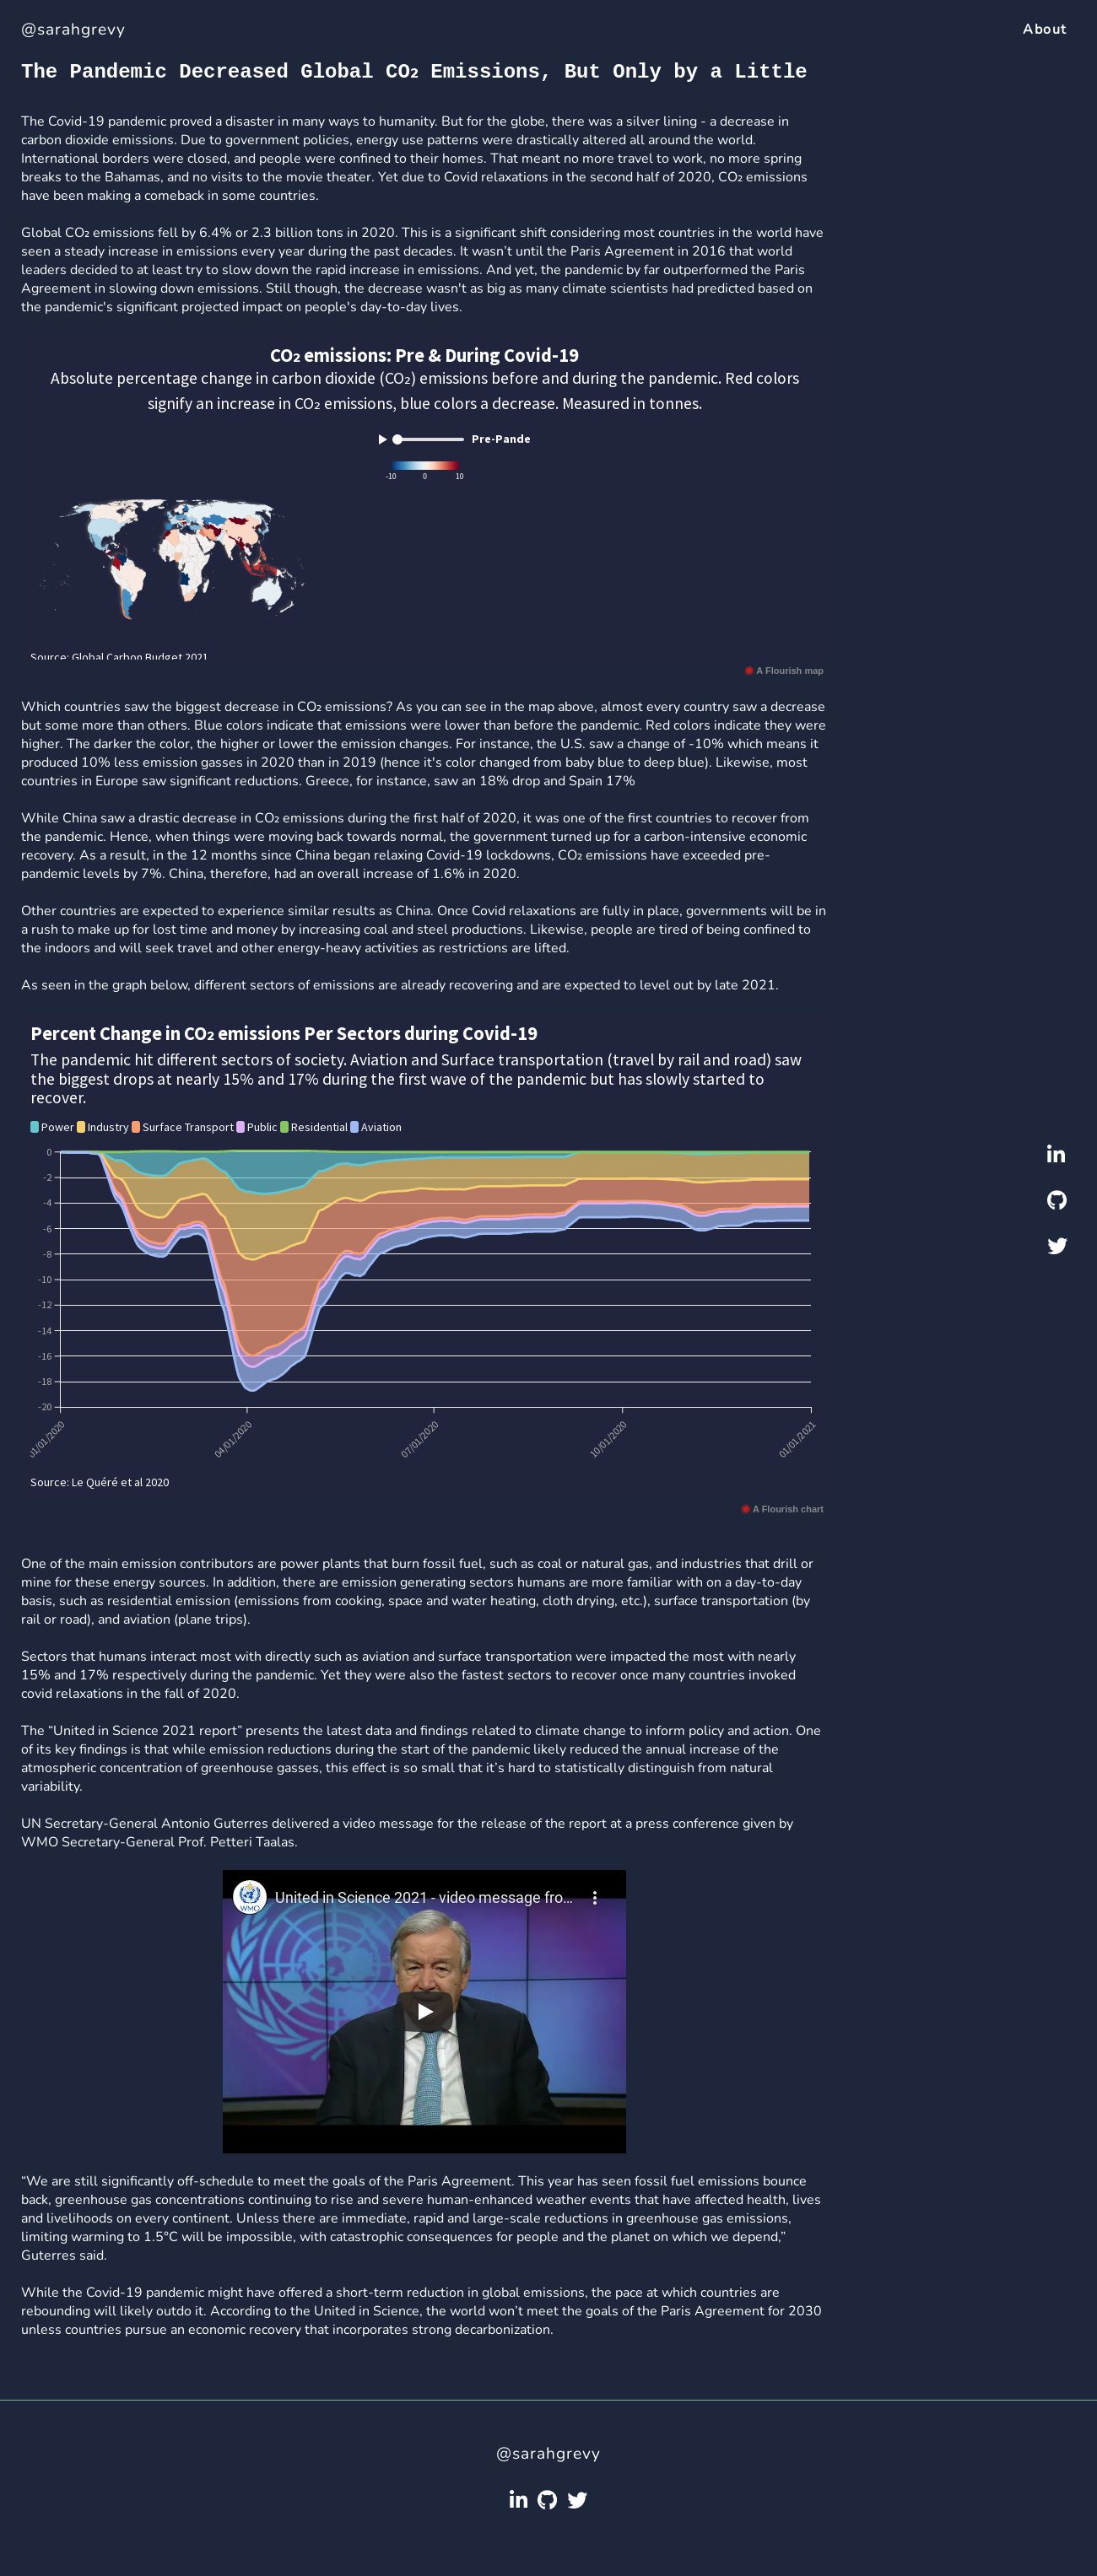 @sarahgrevy
About
The Pandemic Decreased Global CO₂ Emissions, But Only by a Little
The Covid-19 pandemic proved a disaster in many ways to humanity. But for the globe, there was a silver lining - a decrease in
carbon dioxide emissions. Due to government policies, energy use patterns were drastically altered all around the world.
International borders were closed, and people were confined to their homes. That meant no more travel to work, no more spring
breaks to the Bahamas, and no visits to the movie theater. Yet due to Covid relaxations in the second half of 2020, CO₂ emissions
have been making a comeback in some countries.
Global CO₂ emissions fell by 6.4% or 2.3 billion tons in 2020. This is a significant shift considering most countries in the world have
seen a steady increase in emissions every year during the past decades. It wasn’t until the Paris Agreement in 2016 that world
leaders decided to at least try to slow down the rapid increase in emissions. And yet, the pandemic by far outperformed the Paris
Agreement in slowing down emissions. Still though, the decrease wasn't as big as many climate scientists had predicted based on
the pandemic's significant projected impact on people's day-to-day lives.
CO₂ emissions: Pre & During Covid-19
Absolute percentage change in carbon dioxide (CO₂) emissions before and during the pandemic. Red colors
signify an increase in CO₂ emissions, blue colors a decrease. Measured in tonnes.
Pre-Pande
-10 0 10
Source: Global Carbon Budget 2021
A Flourish map
Which countries saw the biggest decrease in CO₂ emissions? As you can see in the map above, almost every country saw a decrease
but some more than others. Blue colors indicate that emissions were lower than before the pandemic. Red colors indicate they were
higher. The darker the color, the higher or lower the emission changes. For instance, the U.S. saw a change of -10% which means it
produced 10% less emission gasses in 2020 than in 2019 (hence it's color changed from baby blue to deep blue). Likewise, most
countries in Europe saw significant reductions. Greece, for instance, saw an 18% drop and Spain 17%
While China saw a drastic decrease in CO₂ emissions during the first half of 2020, it was one of the first countries to recover from
the pandemic. Hence, when things were moving back towards normal, the government turned up for a carbon-intensive economic
recovery. As a result, in the 12 months since China began relaxing Covid-19 lockdowns, CO₂ emissions have exceeded pre-
pandemic levels by 7%. China, therefore, had an overall increase of 1.6% in 2020.
Other countries are expected to experience similar results as China. Once Covid relaxations are fully in place, governments will be in
a rush to make up for lost time and money by increasing coal and steel productions. Likewise, people are tired of being confined to
the indoors and will seek travel and other energy-heavy activities as restrictions are lifted.
As seen in the graph below, different sectors of emissions are already recovering and are expected to level out by late 2021.
Percent Change in CO₂ emissions Per Sectors during Covid-19
The pandemic hit different sectors of society. Aviation and Surface transportation (travel by rail and road) saw
the biggest drops at nearly 15% and 17% during the first wave of the pandemic but has slowly started to
recover.
Power Industry Surface Transport Public Residential Aviation
0
-2
-4
-6
-8
-10
-12
-14
-16
-18
-20
01/01/2020 04/01/2020 07/01/2020 10/01/2020 01/01/2021
Source: Le Quéré et al 2020
A Flourish chart
One of the main emission contributors are power plants that burn fossil fuel, such as coal or natural gas, and industries that drill or
mine for these energy sources. In addition, there are emission generating sectors humans are more familiar with on a day-to-day
basis, such as residential emission (emissions from cooking, space and water heating, cloth drying, etc.), surface transportation (by
rail or road), and aviation (plane trips).
Sectors that humans interact most with directly such as aviation and surface transportation were impacted the most with nearly
15% and 17% respectively during the pandemic. Yet they were also the fastest sectors to recover once many countries invoked
covid relaxations in the fall of 2020.
The “United in Science 2021 report” presents the latest data and findings related to climate change to inform policy and action. One
of its key findings is that while emission reductions during the start of the pandemic likely reduced the annual increase of the
atmospheric concentration of greenhouse gasses, this effect is so small that it’s hard to statistically distinguish from natural
variability.
UN Secretary-General Antonio Guterres delivered a video message for the release of the report at a press conference given by
WMO Secretary-General Prof. Petteri Taalas.
WMO
United in Science 2021 - video message fro...
“We are still significantly off-schedule to meet the goals of the Paris Agreement. This year has seen fossil fuel emissions bounce
back, greenhouse gas concentrations continuing to rise and severe human-enhanced weather events that have affected health, lives
and livelihoods on every continent. Unless there are immediate, rapid and large-scale reductions in greenhouse gas emissions,
limiting warming to 1.5°C will be impossible, with catastrophic consequences for people and the planet on which we depend,”
Guterres said.
While the Covid-19 pandemic might have offered a short-term reduction in global emissions, the pace at which countries are
rebounding will likely outdo it. According to the United in Science, the world won’t meet the goals of the Paris Agreement for 2030
unless countries pursue an economic recovery that incorporates strong decarbonization.
@sarahgrevy